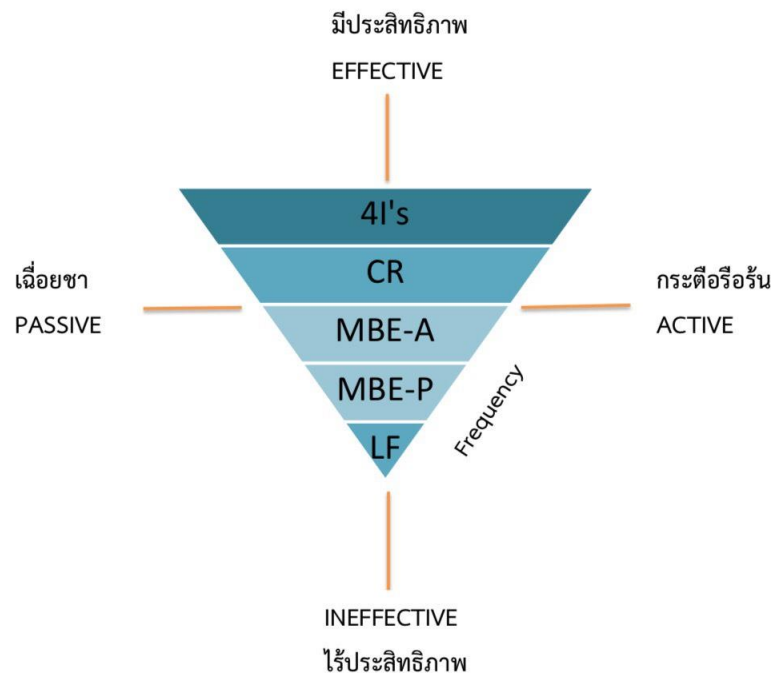 มีประสิทธิภาพ
EFFECTIVE
4I's
CR
เฉื่อยชา
PASSIVE
กระตือรือร้น
ACTIVE
MBE-A
MBE-P
Frequency
LF
INEFFECTIVE
ไร้ประสิทธิภาพ